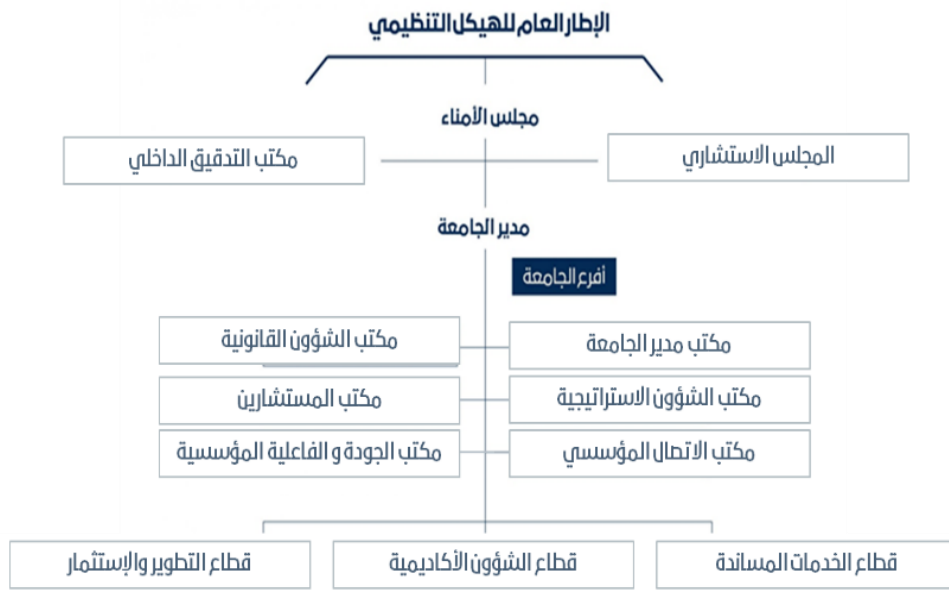 الإطار العام للهيكل التنظيمي
مجلس الأمناء
المجلس الاستشاري
مكتب التدقيق الداخلي
مدير الجامعة
أفرع الجامعة
مكتب مدير الجامعة
مكتب الشؤون القانونية
مكتب الشؤون الاستراتيجية
مكتب المستشارين
مكتب الاتصال المؤسسي
مكتب الجودة و الفاعلية المؤسسية
قطاع الخدمات المساندة
قطاع الشؤون الأكاديمية
قطاع التطوير والإستثمار